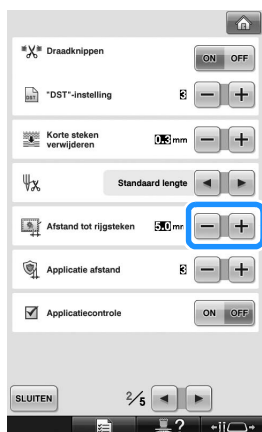 Draadknippen ON OFF
DST "DST"-instelling 3 − +
Korte steken verwijderen 0.3 mm − +
Standaard lengte
Afstand tot rijgsteken 5.0 mm − +
Applicatie afstand 3 − +
Applicatiecontrole ON OFF
SLUITEN 2/5
?